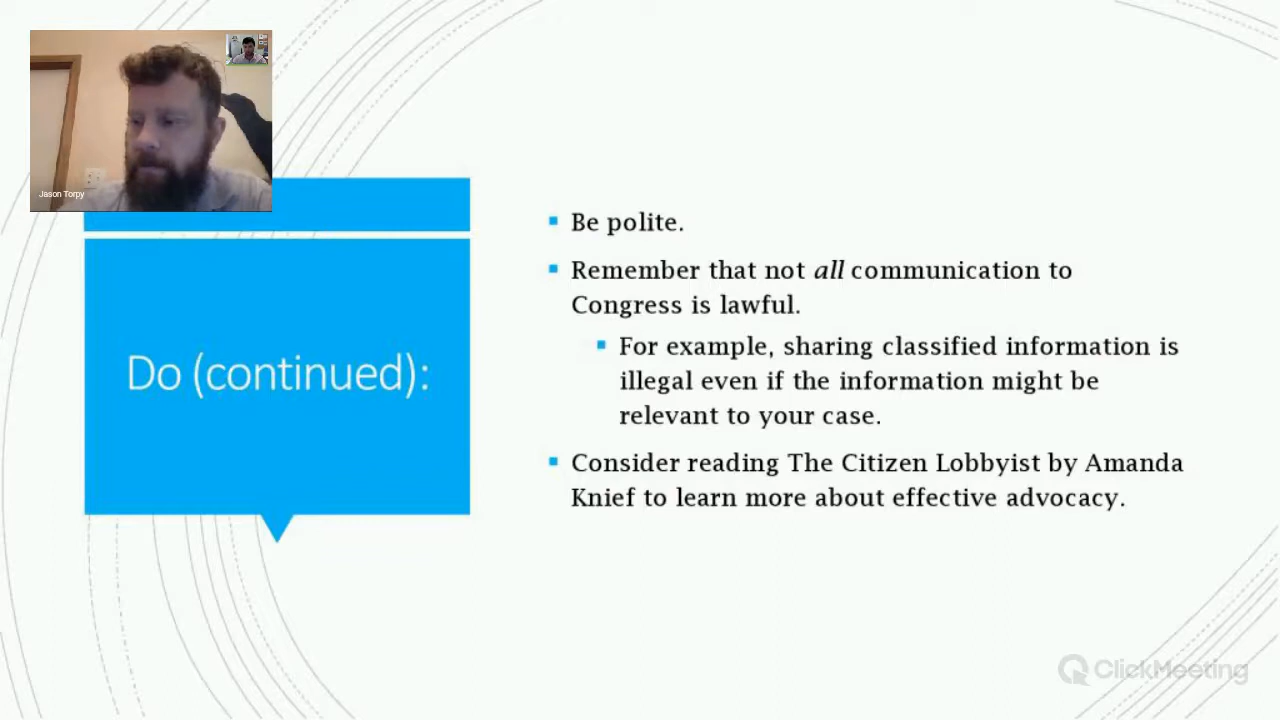 Jason Torpy
Do (continued):
Be polite.
Remember that not all communication to
Congress is lawful.
For example, sharing classified information is
illegal even if the information might be
relevant to your case.
Consider reading The Citizen Lobbyist by Amanda
Knief to learn more about effective advocacy.
ClickMeeting